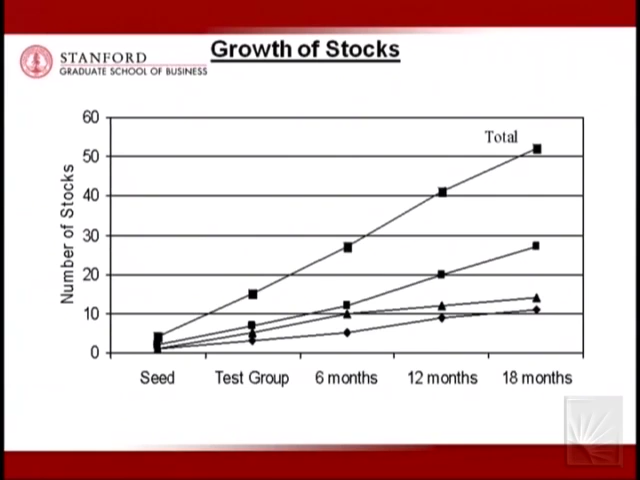 Growth of Stocks
STANFORD
GRADUATE SCHOOL OF BUSINESS
Number of Stocks
60
50
40
30
20
10
0
Total
Seed
Test Group
6 months
12 months
18 months